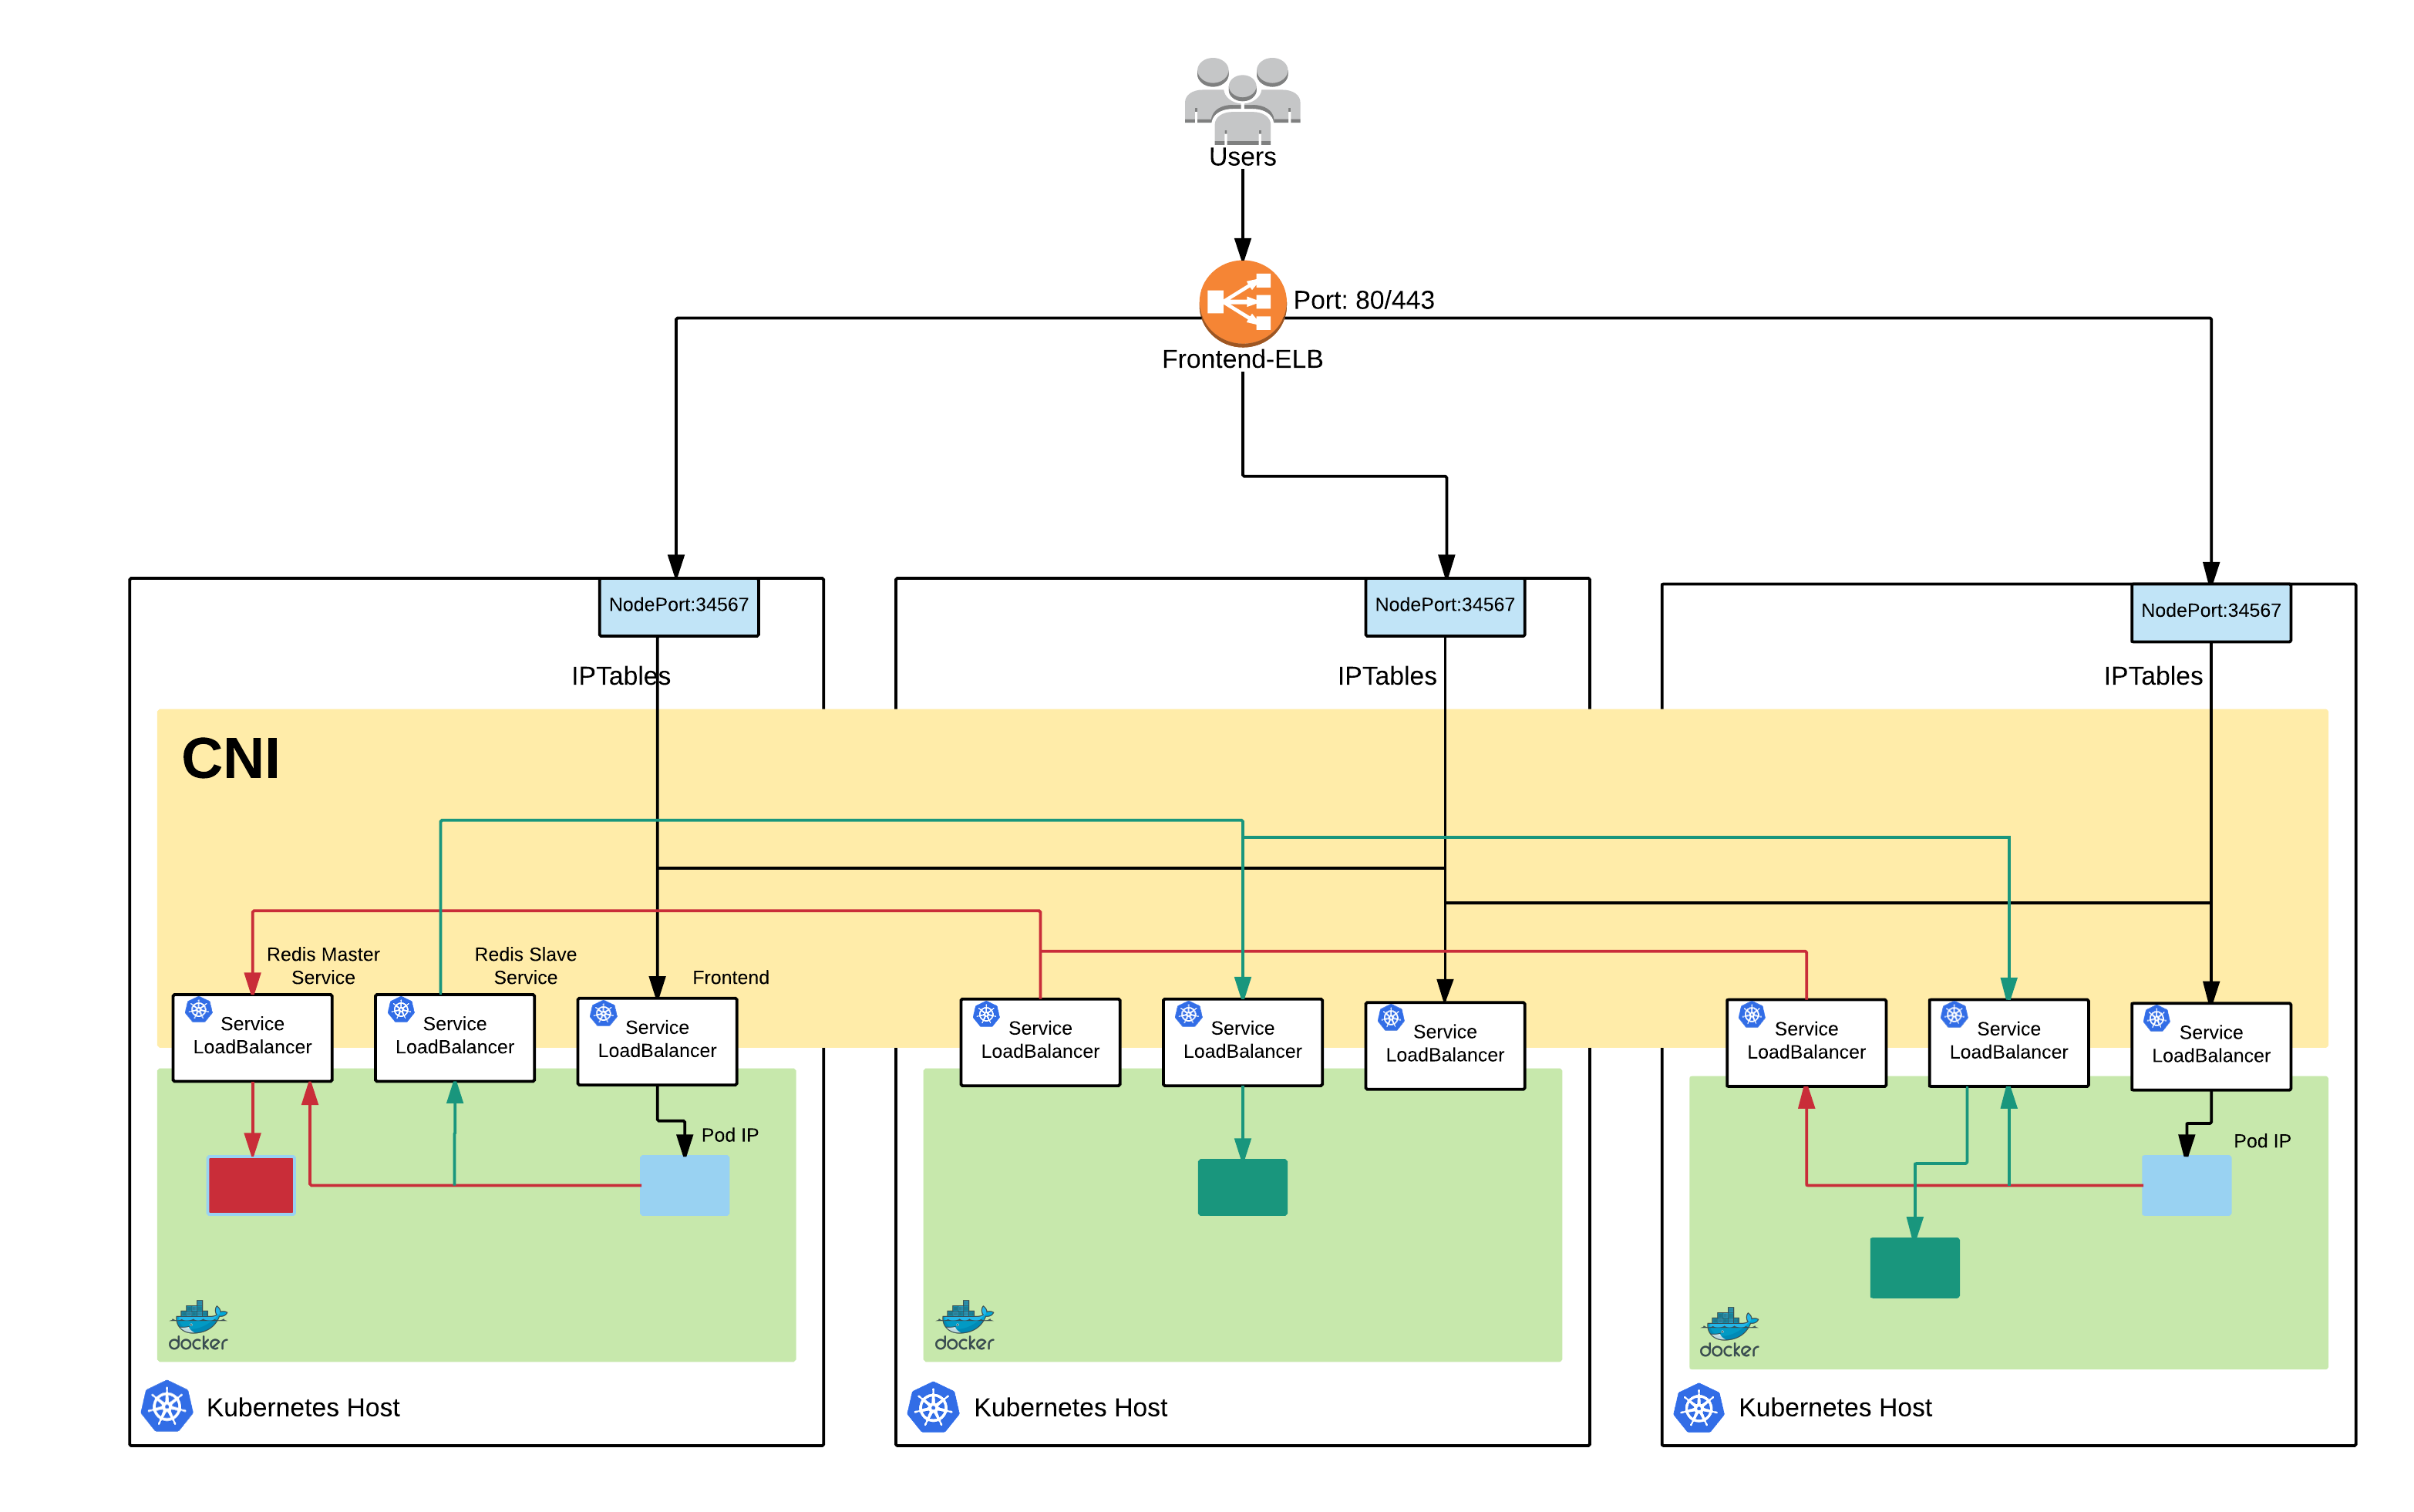 Users
Port: 80/443
Frontend-ELB
NodePort:34567
NodePort:34567
NodePort:34567
IPTables
IPTables
IPTables
CNI
Redis Master
Service
Redis Slave
Service
Frontend
Service
LoadBalancer
Service
LoadBalancer
Service
LoadBalancer
Service
LoadBalancer
Service
LoadBalancer
Service
LoadBalancer
Service
LoadBalancer
Service
LoadBalancer
Service
LoadBalancer
Pod IP
Pod IP
docker
docker
docker
Kubernetes Host
Kubernetes Host
Kubernetes Host